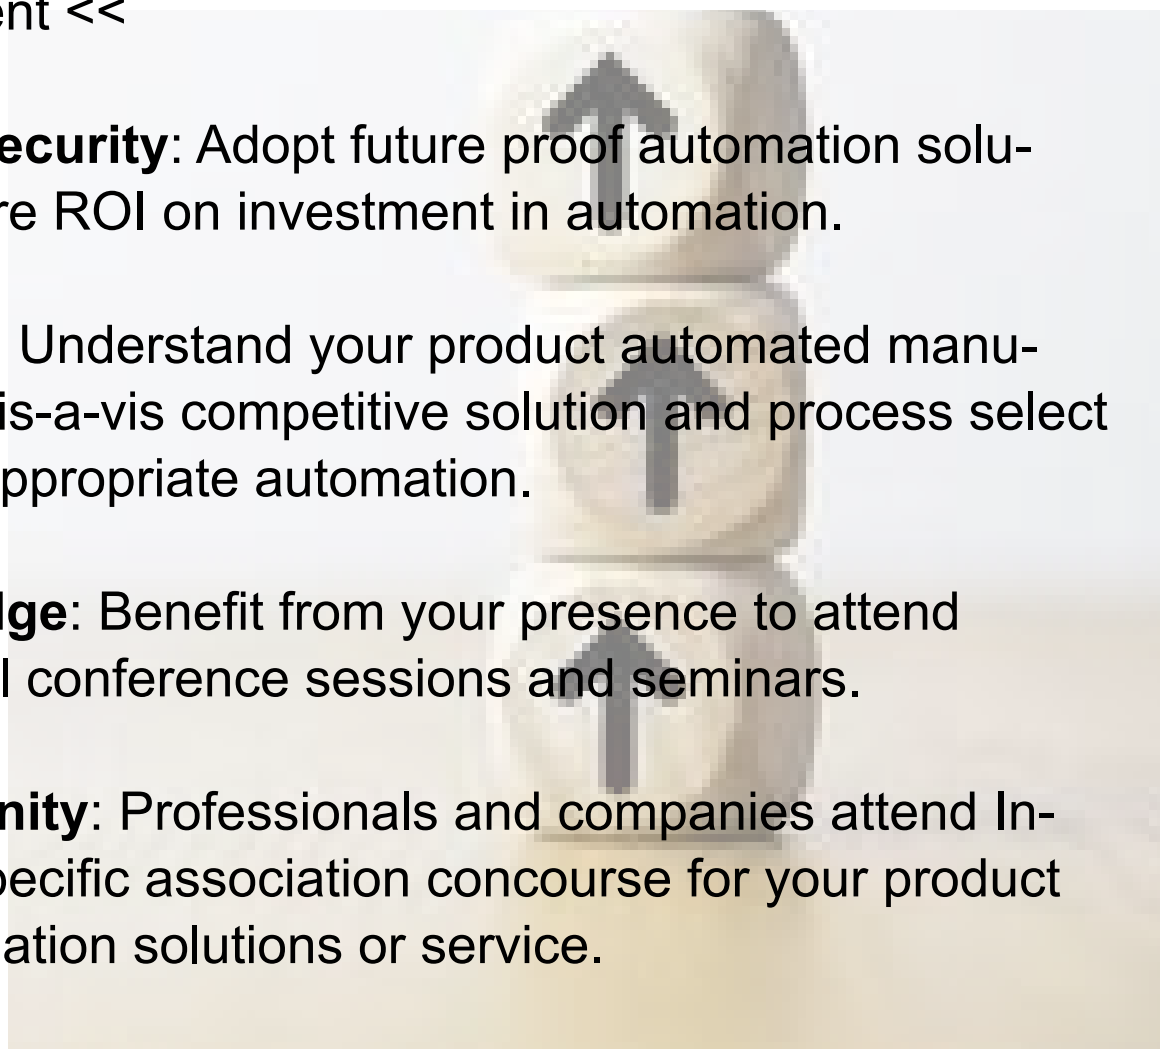 ent <<
ecurity: Adopt future proof automation solu-
re ROI on investment in automation.
Understand your product automated manu-
is-a-vis competitive solution and process select
ppropriate automation.
lge: Benefit from your presence to attend
l conference sessions and seminars.
nity: Professionals and companies attend In-
pecific association concourse for your product
ation solutions or service.